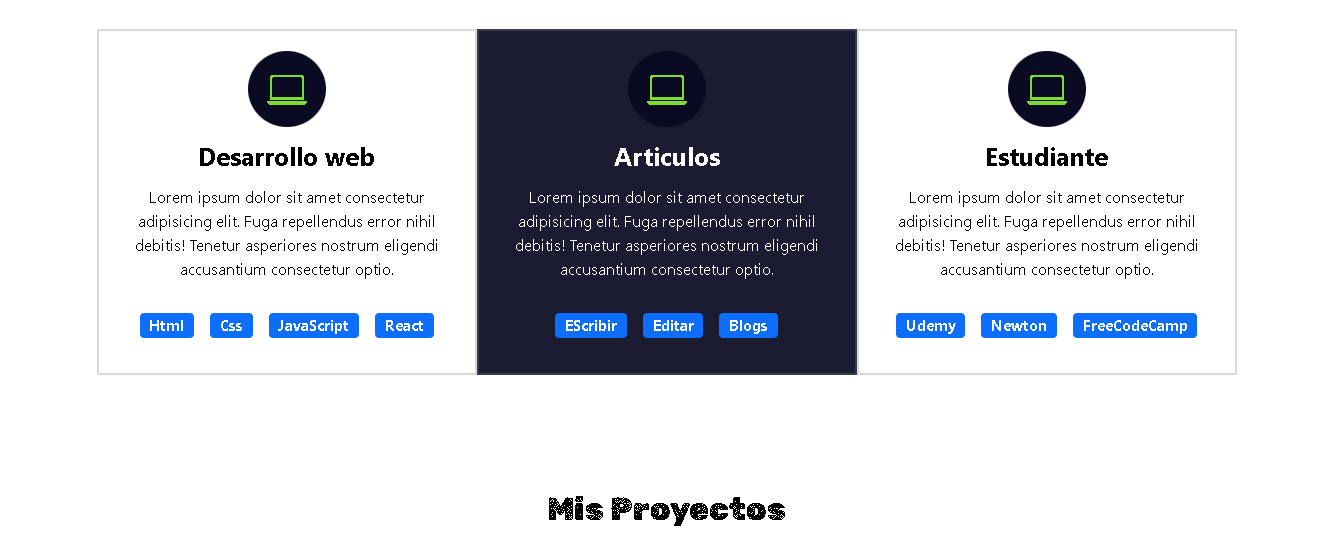 Desarrollo web
Lorem ipsum dolor sit amet consectetur
adipisicing elit. Fuga repellendus error nihil
debitis! Tenetur asperiores nostrum eligendi
accusantium consectetur optio.
Html Css JavaScript React
Articulos
Lorem ipsum dolor sit amet consectetur
adipisicing elit. Fuga repellendus error nihil
debitis! Tenetur asperiores nostrum eligendi
accusantium consectetur optio.
EScribir Editar Blogs
Estudiante
Lorem ipsum dolor sit amet consectetur
adipisicing elit. Fuga repellendus error nihil
debitis! Tenetur asperiores nostrum eligendi
accusantium consectetur optio.
Udemy Newton FreeCodeCamp
Mis Proyectos